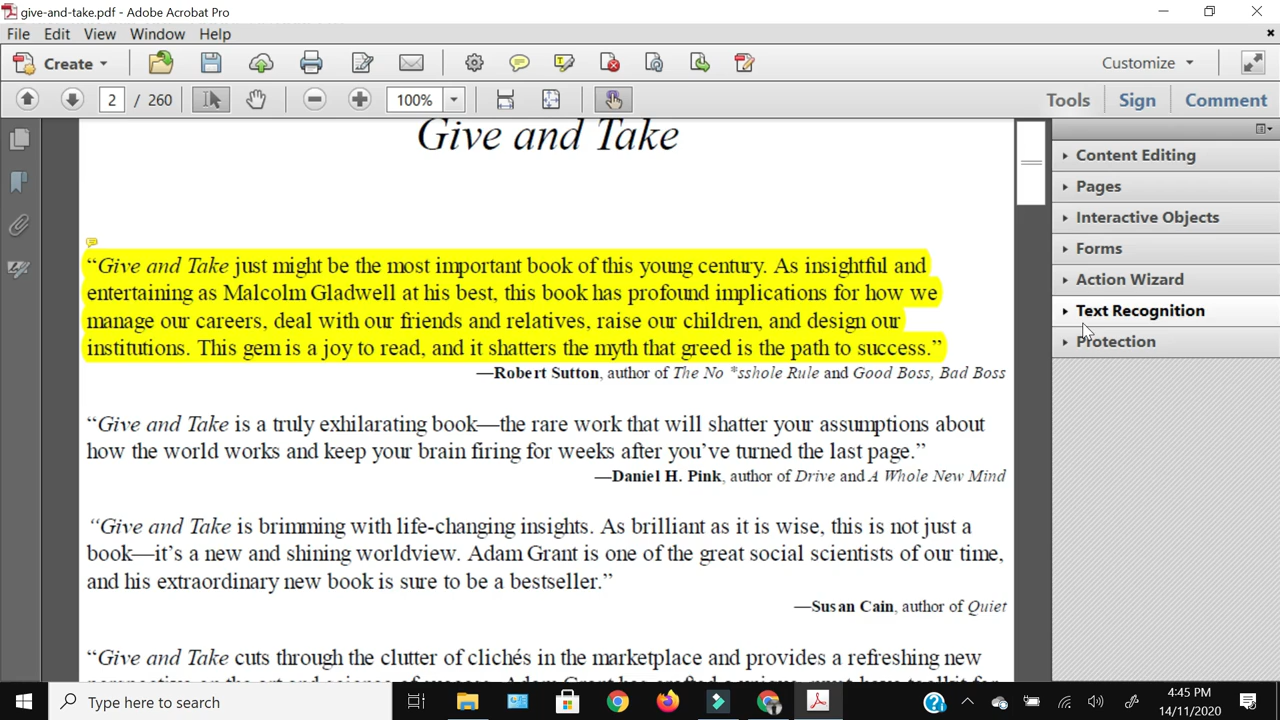 give-and-take.pdf - Adobe Acrobat Pro
File Edit View Window Help
Create
Customize
2 / 260
100%
Tools
Sign
Comment
Give and Take
“Give and Take just might be the most important book of this young century. As insightful and
entertaining as Malcolm Gladwell at his best, this book has profound implications for how we
manage our careers, deal with our friends and relatives, raise our children, and design our
institutions. This gem is a joy to read, and it shatters the myth that greed is the path to success.”
—Robert Sutton, author of The No *sshole Rule and Good Boss, Bad Boss
“Give and Take is a truly exhilarating book—the rare work that will shatter your assumptions about
how the world works and keep your brain firing for weeks after you’ve turned the last page.”
—Daniel H. Pink, author of Drive and A Whole New Mind
“Give and Take is brimming with life-changing insights. As brilliant as it is wise, this is not just a
book—it’s a new and shining worldview. Adam Grant is one of the great social scientists of our time,
and his extraordinary new book is sure to be a bestseller.”
—Susan Cain, author of Quiet
“Give and Take cuts through the clutter of clichés in the marketplace and provides a refreshing new
Content Editing
Pages
Interactive Objects
Forms
Action Wizard
Text Recognition
Protection
Type here to search
4:45 PM
14/11/2020